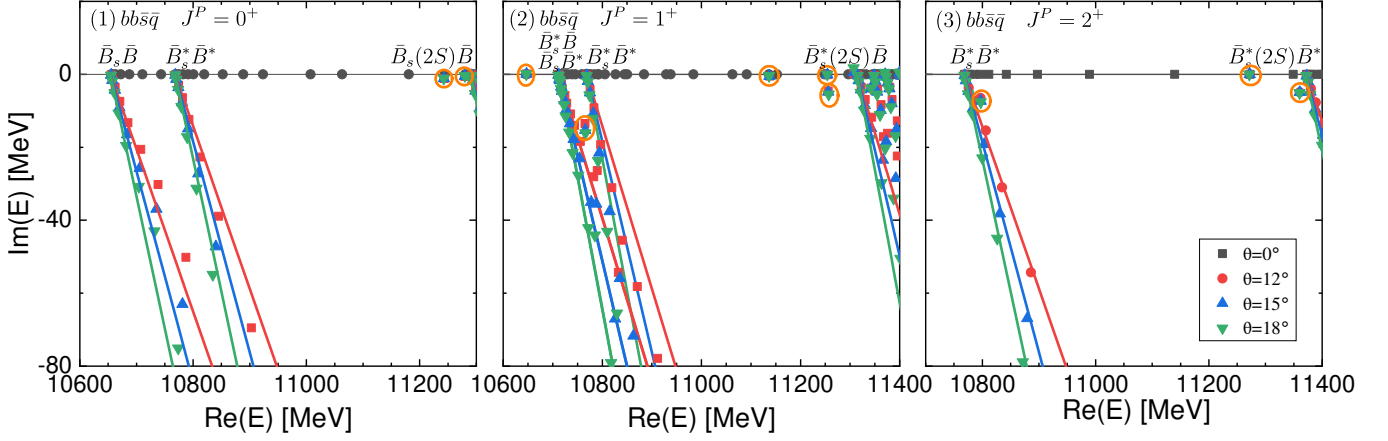 (1) bbs̄q̄ J^P = 0^+
B̄_sB̄ B̄_s^*B̄^* B̄_s(2S)B̄
(2) bbs̄q̄ J^P = 1^+
B̄_s^*B̄
B̄_sB̄^* B̄_s^*B̄^* B̄_s^*(2S)B̄
(3) bbs̄q̄ J^P = 2^+
B̄_s^*B̄^* B̄_s^*(2S)B̄^*
Im(E) [MeV]
0
-40
-80
θ=0°
θ=12°
θ=15°
θ=18°
10600 10800 11000 11200
10600 10800 11000 11200 11400
10800 11000 11200 11400
Re(E) [MeV]
Re(E) [MeV]
Re(E) [MeV]